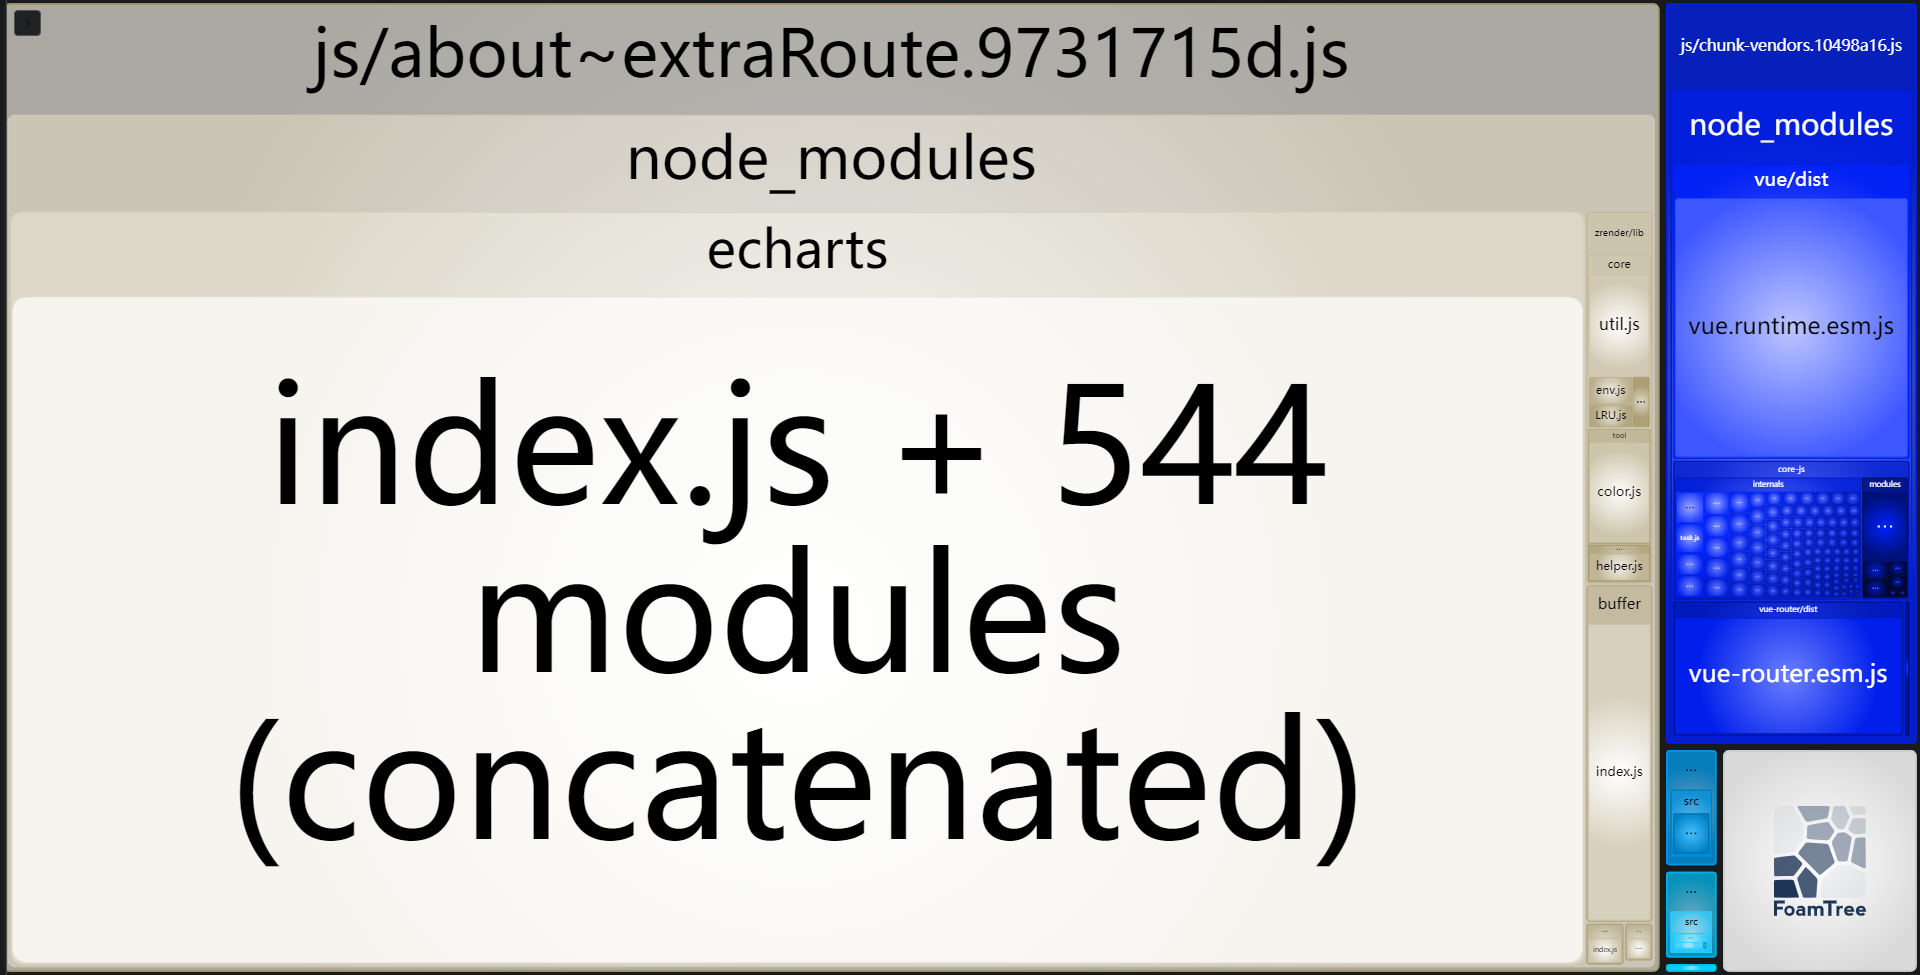 js/about~extraRoute.9731715d.js
node_modules
echarts
index.js + 544
modules
(concatenated)
zrender/lib
core
util.js
env.js
...
LRU.js
tool
color.js
...
helper.js
buffer
index.js
...
index.js
...
...
js/chunk-vendors.10498a16.js
node_modules
vue/dist
vue.runtime.esm.js
core-js
internals
modules
...
task.js
...
vue-router/dist
vue-router.esm.js
...
src
...
...
src
FoamTree